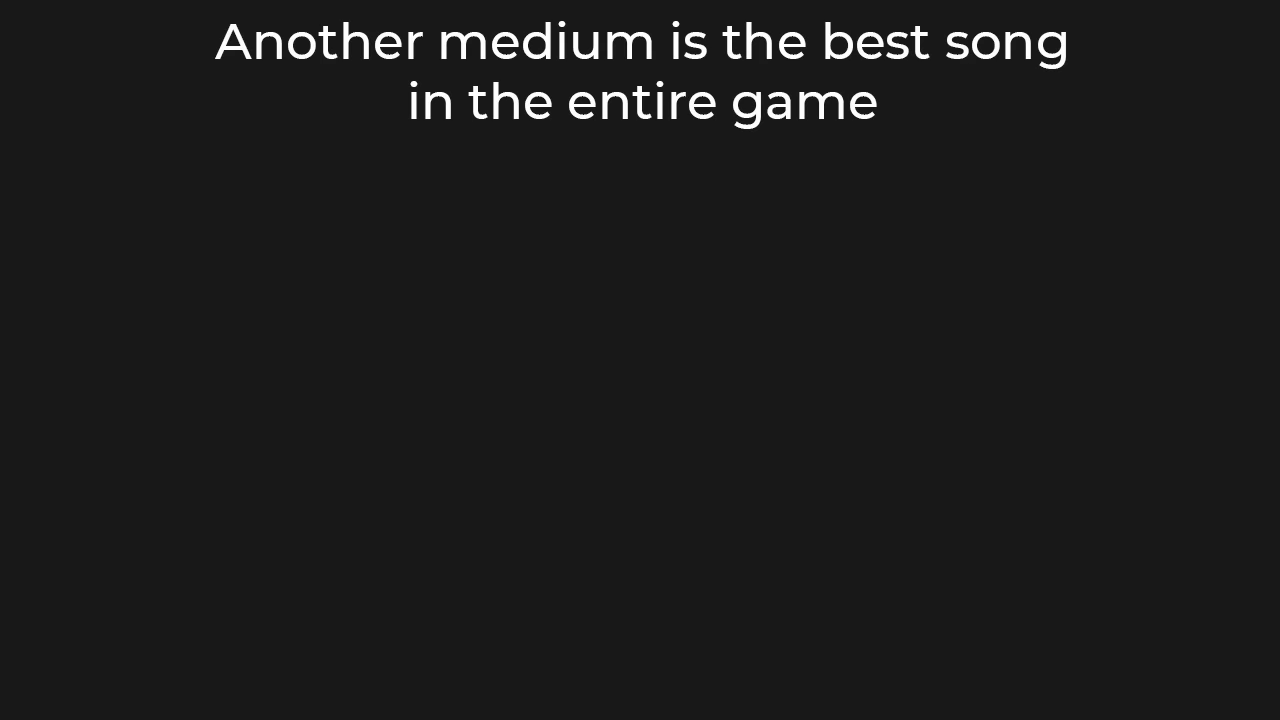 Another medium is the best song
in the entire game